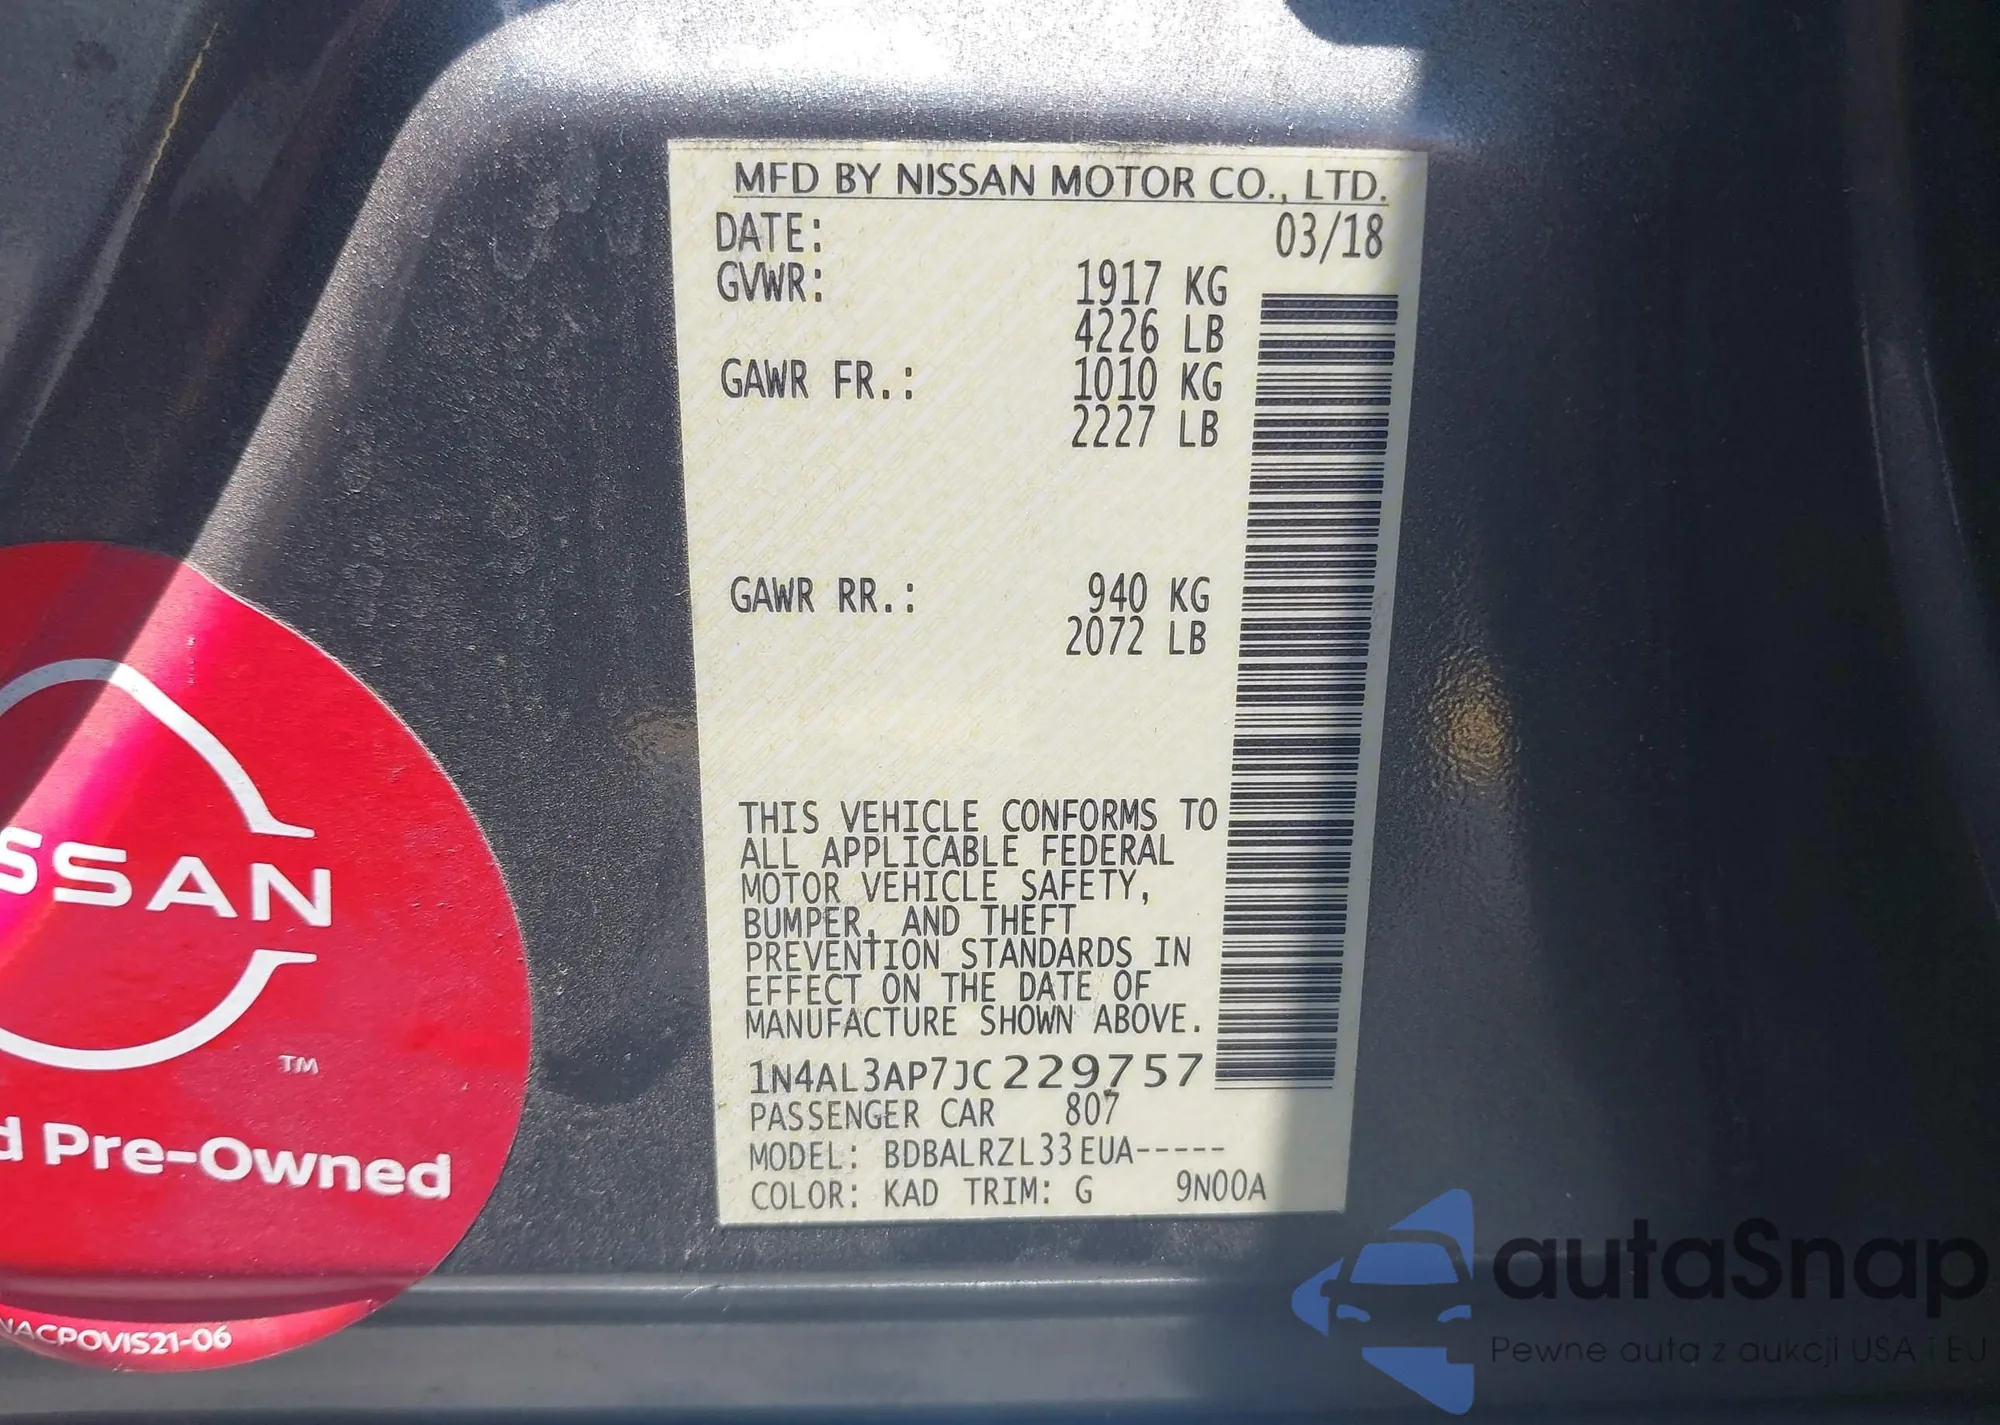 MFD BY NISSAN MOTOR CO., LTD.
DATE: 03/18
GVWR: 1917 KG
4226 LB
GAWR FR.: 1010 KG
2227 LB
GAWR RR.: 940 KG
2072 LB
THIS VEHICLE CONFORMS TO
ALL APPLICABLE FEDERAL
MOTOR VEHICLE SAFETY,
BUMPER, AND THEFT
PREVENTION STANDARDS IN
EFFECT ON THE DATE OF
MANUFACTURE SHOWN ABOVE.
1N4AL3AP7JC229757
PASSENGER CAR 807
MODEL: BDBALRZL33EUA-----
COLOR: KAD TRIM: G 9N00A
SSAN
TM
d Pre-Owned
NACPOVIS21-06
autaSnap
Pewne auta z aukcji USA i EU